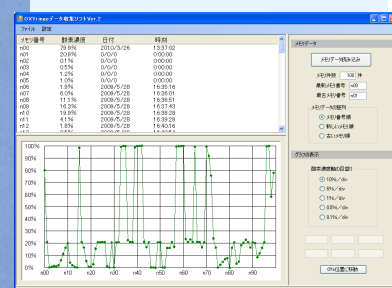 OXYmanデータ収集ソフトVer.2
ファイル 設定
メモリ番号 酸素濃度 日付 時刻
n00 79.9% 2010/3/26 13:37:02
n01 20.9% 0/0/0 0:00:00
n02 0.1% 0/0/0 0:00:00
n03 0.5% 0/0/0 0:00:00
n04 1.2% 0/0/0 0:00:00
n05 1.0% 0/0/0 0:00:00
n06 1.9% 2009/5/28 16:35:16
n07 6.0% 2009/5/28 16:36:01
n08 11.1% 2009/5/28 16:36:51
n09 16.3% 2009/5/28 16:37:43
n10 19.9% 2009/5/28 16:38:28
n11 4.1% 2009/5/28 16:39:28
n12 1.8% 2009/5/28 16:40:16
メモリデータ
メモリデータ読み込み
メモリ件数 100 件
最新メモリ番号 n00
最古メモリ番号 n01
メモリデータの整列
メモリ番号順
新しいメモリ順
古いメモリ順
グラフの表示
酸素濃度軸の目盛り
10%/div
5%/div
1%/div
0.5%/div
0.1%/div
0%位置に移動
100%
90%
80%
70%
60%
50%
40%
30%
20%
10%
0%
n00 n10 n20 n30 n40 n50 n60 n70 n80 n90